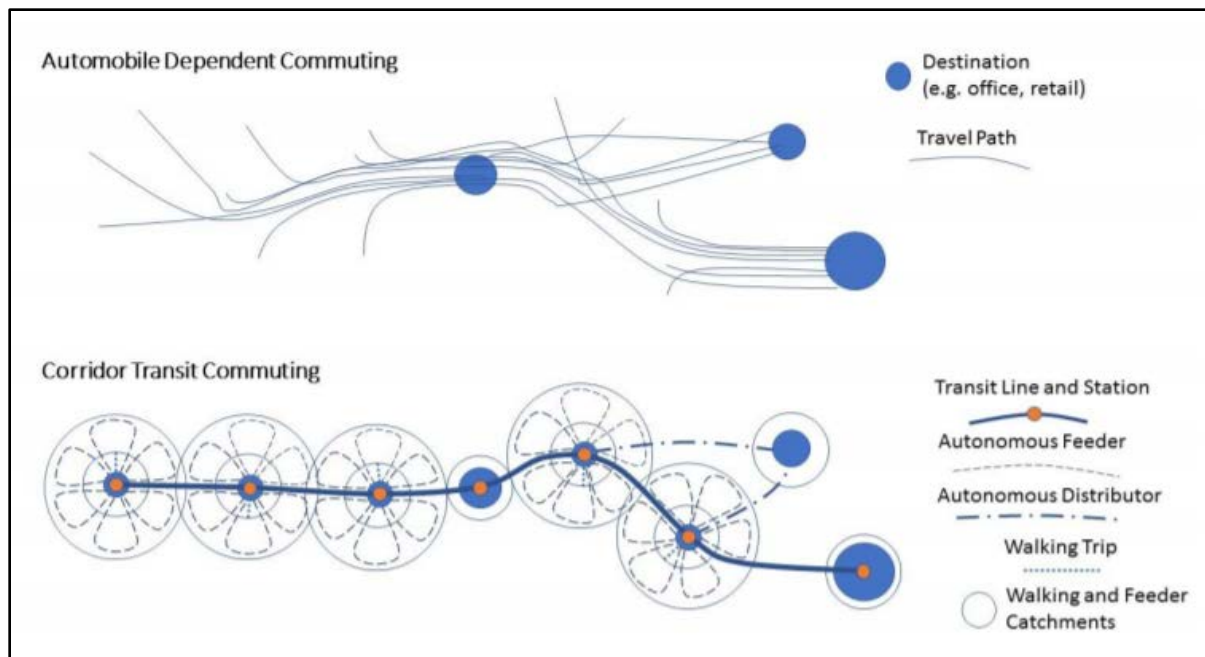 Automobile Dependent Commuting
Destination
(e.g. office, retail)
Travel Path
Corridor Transit Commuting
Transit Line and Station
Autonomous Feeder
Autonomous Distributor
Walking Trip
Walking and Feeder
Catchments